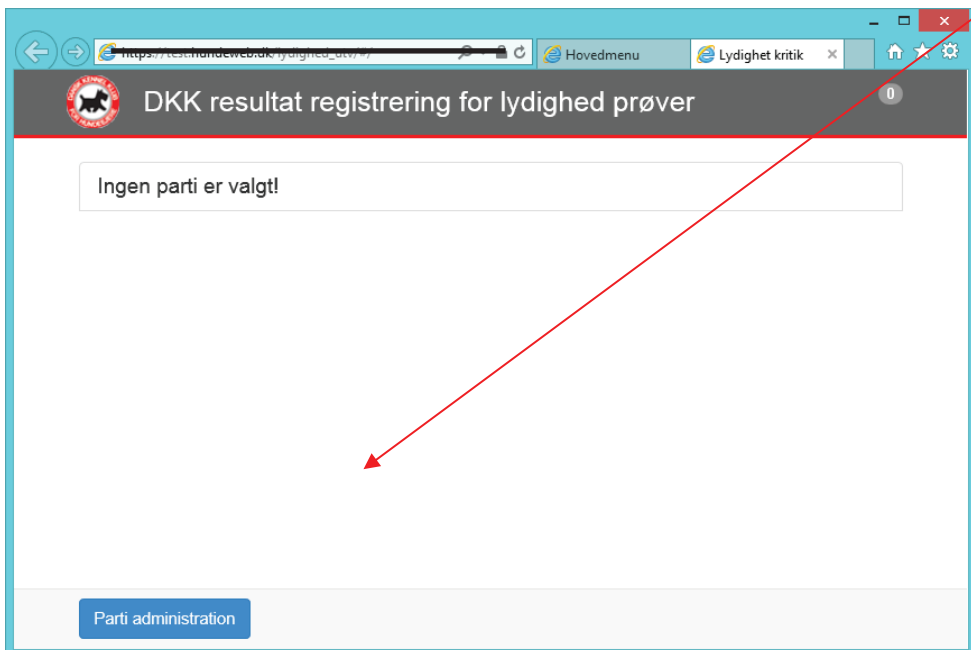 Hovedmenu
Lydighet kritik
DKK resultat registrering for lydighed prøver
0
Ingen parti er valgt!
Parti administration